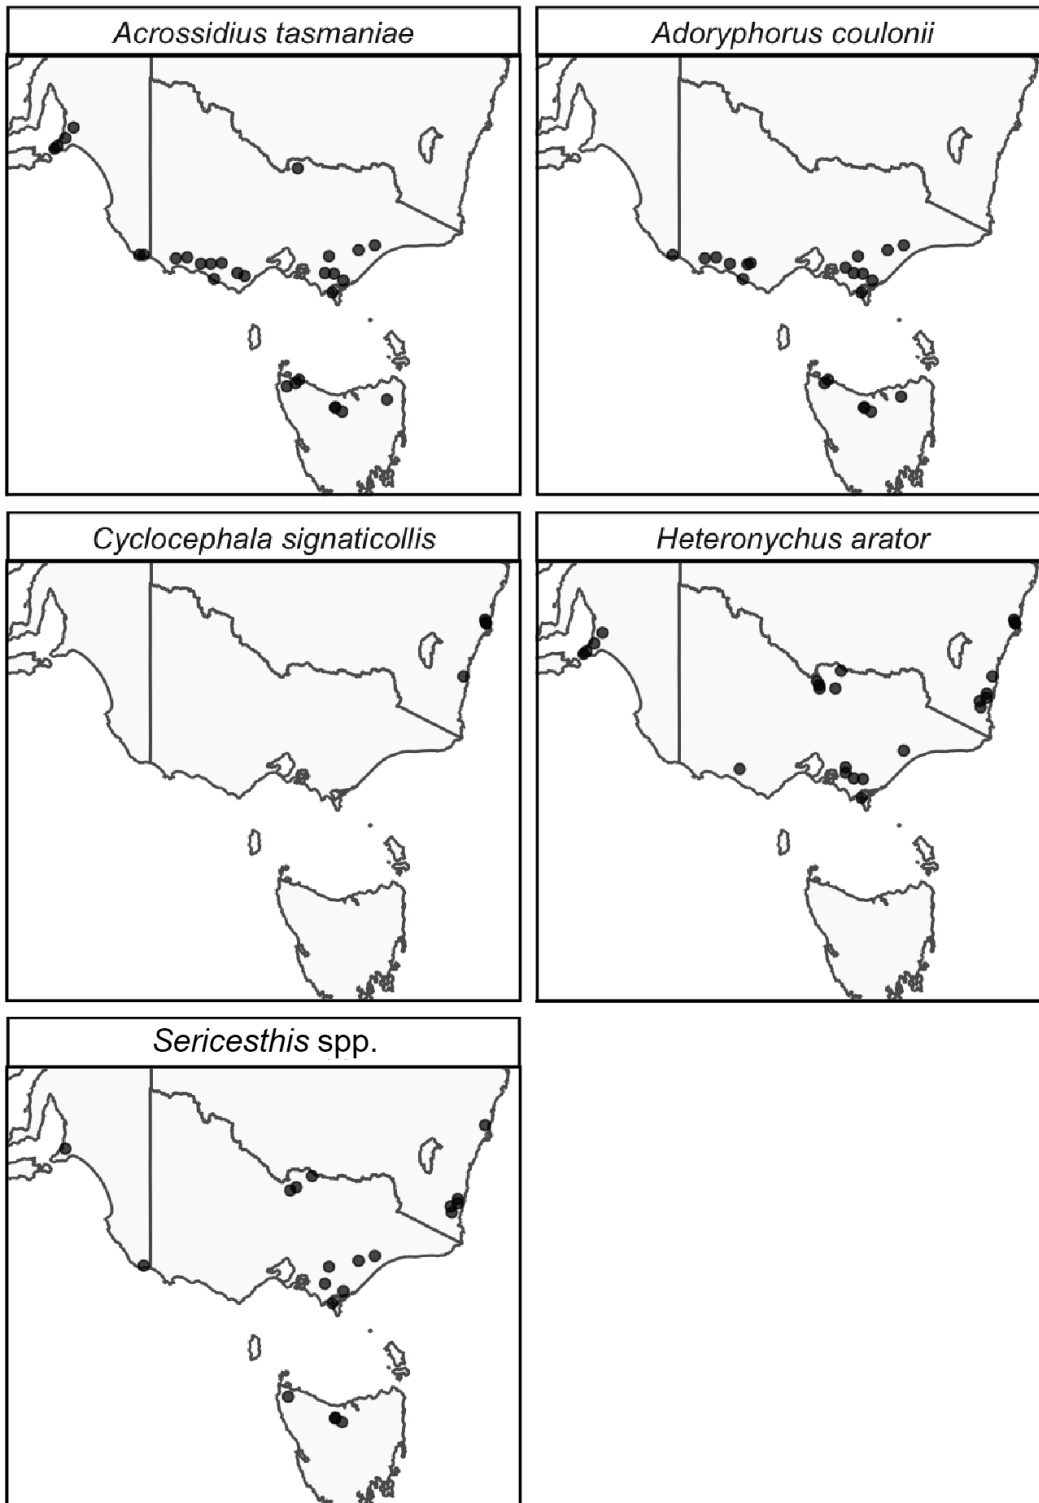 Acrossidius tasmaniae
Adoryphorus coulonii
Cyclocephala signaticollis
Heteronychus arator
Sericesthis spp.